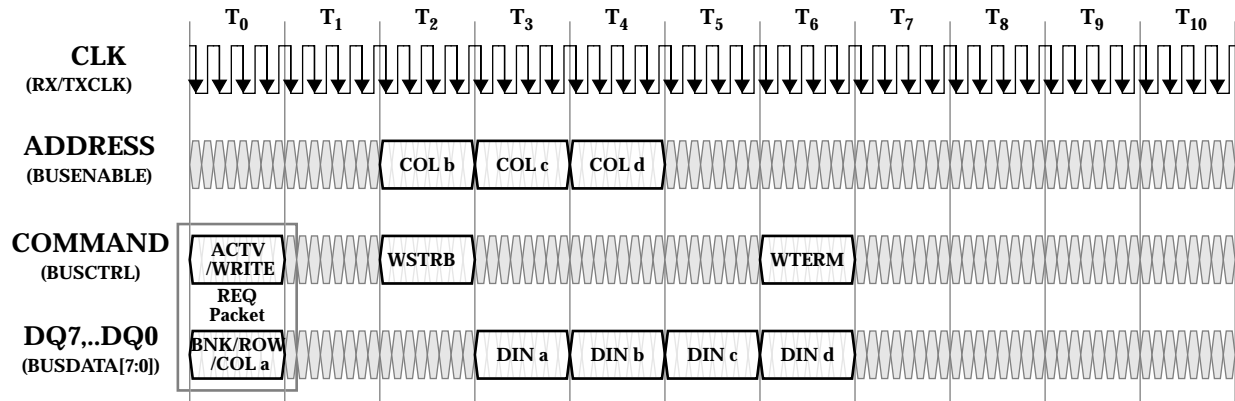 T0 T1 T2 T3 T4 T5 T6 T7 T8 T9 T10
CLK
(RX/TXCLK)
ADDRESS
(BUSENABLE)
COL b COL c COL d
COMMAND
(BUSCTRL)
ACTV
/WRITE
WSTRB WTERM
REQ
Packet
DQ7,..DQ0
(BUSDATA[7:0])
BNK/ROW
/COL a
DIN a DIN b DIN c DIN d